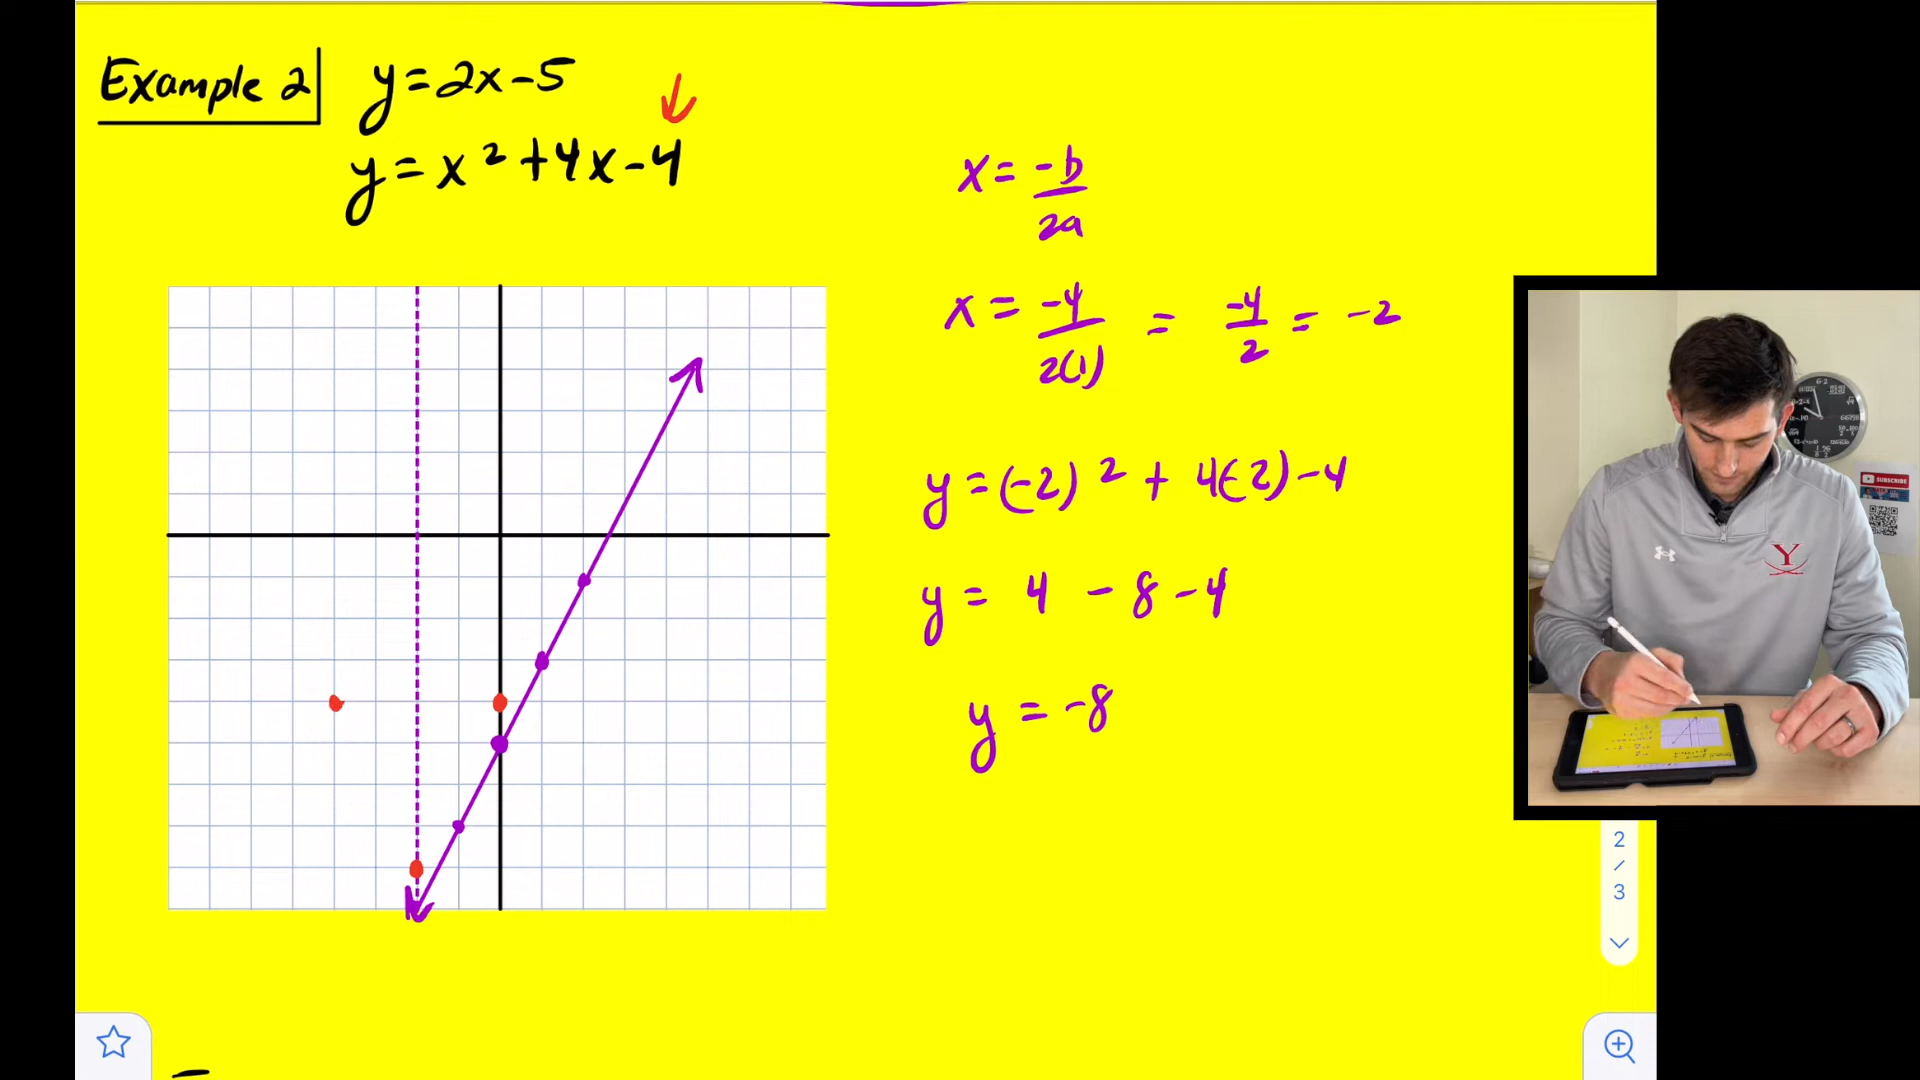 Example 2
y = 2x - 5
y = x² + 4x - 4
x = -b/2a
x = -4/2(1) = -4/2 = -2
y = (-2)² + 4(-2) - 4
y = 4 - 8 - 4
y = -8
SUBSCRIBE
Y
2
/
3